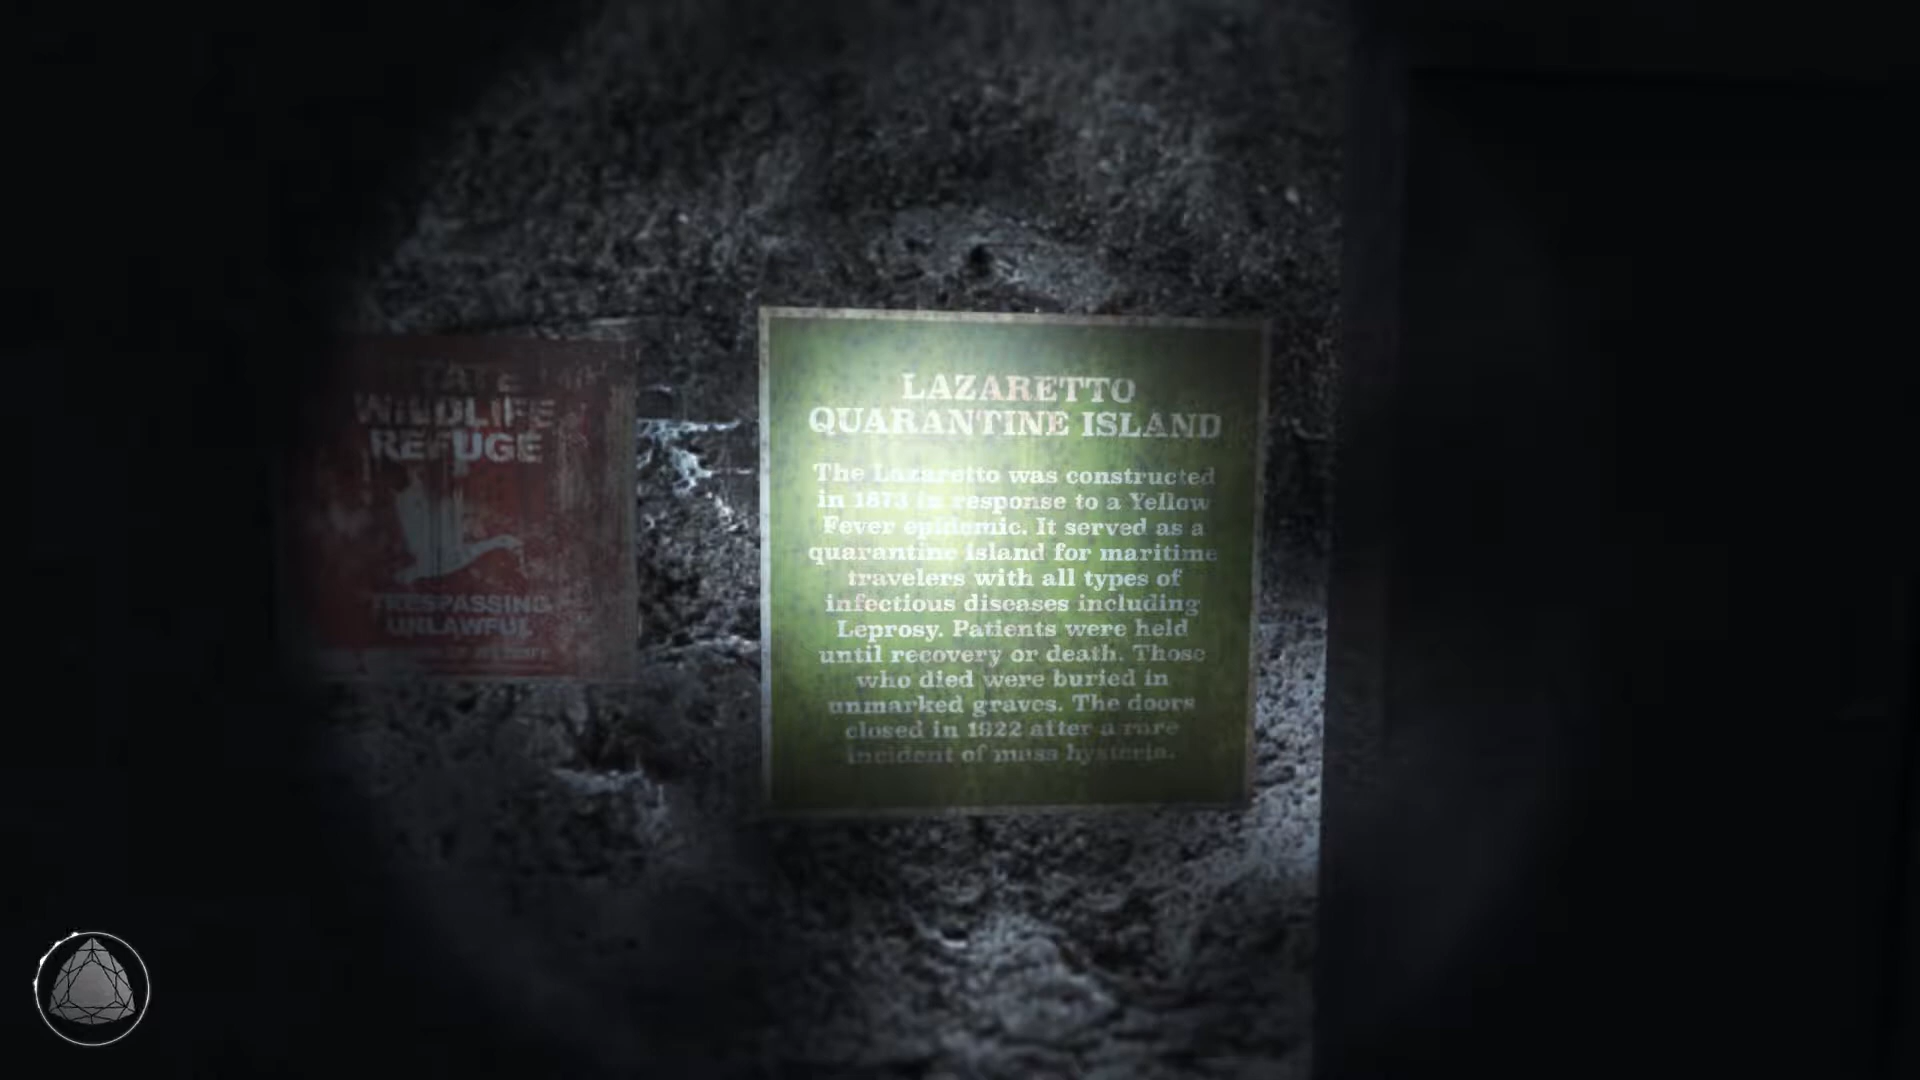 STATE
WILDLIFE
REFUGE
TRESPASSING
UNLAWFUL
LAZARETTO
QUARANTINE ISLAND
The Lazaretto was constructed
in 1873 in response to a Yellow
Fever epidemic. It served as a
quarantine island for maritime
travelers with all types of
infectious diseases including
Leprosy. Patients were held
until recovery or death. Those
who died were buried in
unmarked graves. The doors
closed in 1922 after a rare
incident of mass hysteria.